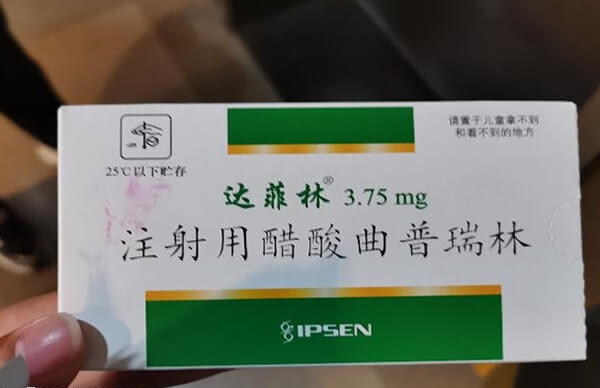 请置于儿童拿不到
和看不到的地方
25℃以下贮存
达菲林® 3.75 mg
注射用醋酸曲普瑞林
IPSEN